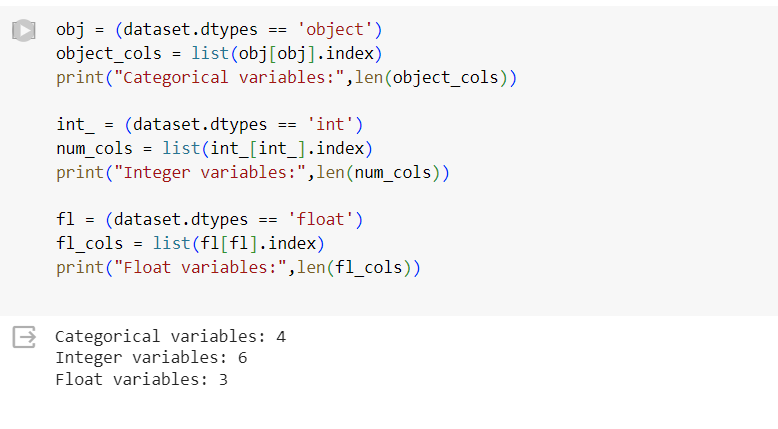 obj = (dataset.dtypes == 'object')
object_cols = list(obj[obj].index)
print("Categorical variables:",len(object_cols))
int_ = (dataset.dtypes == 'int')
num_cols = list(int_[int_].index)
print("Integer variables:",len(num_cols))
fl = (dataset.dtypes == 'float')
fl_cols = list(fl[fl].index)
print("Float variables:",len(fl_cols))
Categorical variables: 4
Integer variables: 6
Float variables: 3